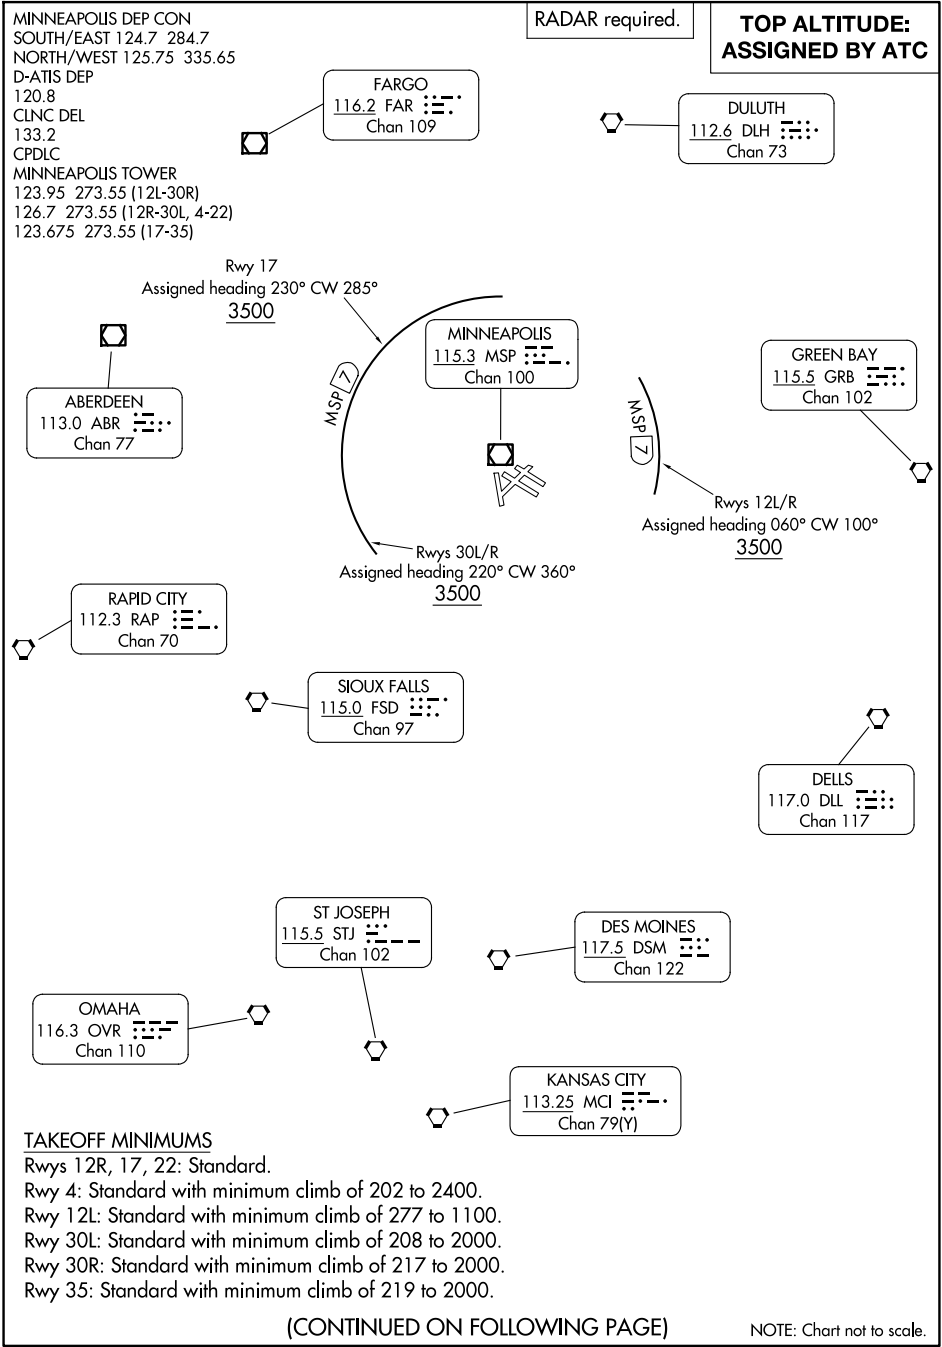 MINNEAPOLIS DEP CON
SOUTH/EAST 124.7 284.7
NORTH/WEST 125.75 335.65
D-ATIS DEP
120.8
CLNC DEL
133.2
CPDLC
MINNEAPOLIS TOWER
123.95 273.55 (12L-30R)
126.7 273.55 (12R-30L, 4-22)
123.675 273.55 (17-35)
RADAR required.
TOP ALTITUDE:
ASSIGNED BY ATC
FARGO
116.2 FAR
Chan 109
DULUTH
112.6 DLH
Chan 73
Rwy 17
Assigned heading 230° CW 285°
3500
MINNEAPOLIS
115.3 MSP
Chan 100
GREEN BAY
115.5 GRB
Chan 102
ABERDEEN
113.0 ABR
Chan 77
MSP 7
MSP 7
Rwys 12L/R
Assigned heading 060° CW 100°
3500
Rwys 30L/R
Assigned heading 220° CW 360°
3500
RAPID CITY
112.3 RAP
Chan 70
SIOUX FALLS
115.0 FSD
Chan 97
DELLS
117.0 DLL
Chan 117
ST JOSEPH
115.5 STJ
Chan 102
DES MOINES
117.5 DSM
Chan 122
OMAHA
116.3 OVR
Chan 110
KANSAS CITY
113.25 MCI
Chan 79(Y)
TAKEOFF MINIMUMS
Rwys 12R, 17, 22: Standard.
Rwy 4: Standard with minimum climb of 202 to 2400.
Rwy 12L: Standard with minimum climb of 277 to 1100.
Rwy 30L: Standard with minimum climb of 208 to 2000.
Rwy 30R: Standard with minimum climb of 217 to 2000.
Rwy 35: Standard with minimum climb of 219 to 2000.
(CONTINUED ON FOLLOWING PAGE)
NOTE: Chart not to scale.